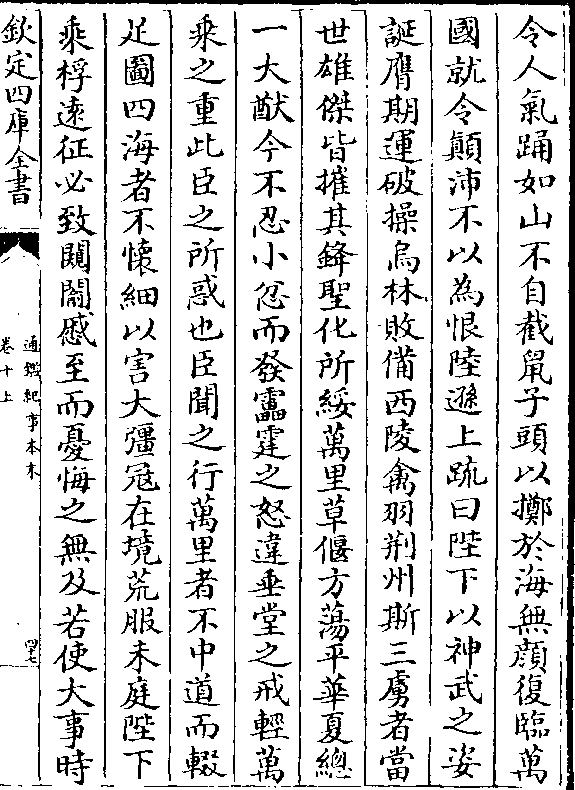 令人氣踊如山不自截鼠子頭以擲於海無顔復臨萬
國就令顛沛不以為恨陸遜上疏曰陛下以神武之姿
誕膺期運破操烏林敗備西陵禽羽荆州斯三虜者當
世雄傑皆摧其鋒聖化所綏萬里草偃方蕩平華夏總
一大猷今不忍小忿而發靁霆之怒違垂堂之戒輕萬
乘之重此臣之所惑也臣聞之行萬里者不中道而輟
足圖四海者不懷細以害大彊冦在境荒服未庭陛下
乘桴遠征必致闚𨵦慼至而憂悔之無及若使大事時
欽定四庫全書
通鑑紀事本末
卷十上
四七